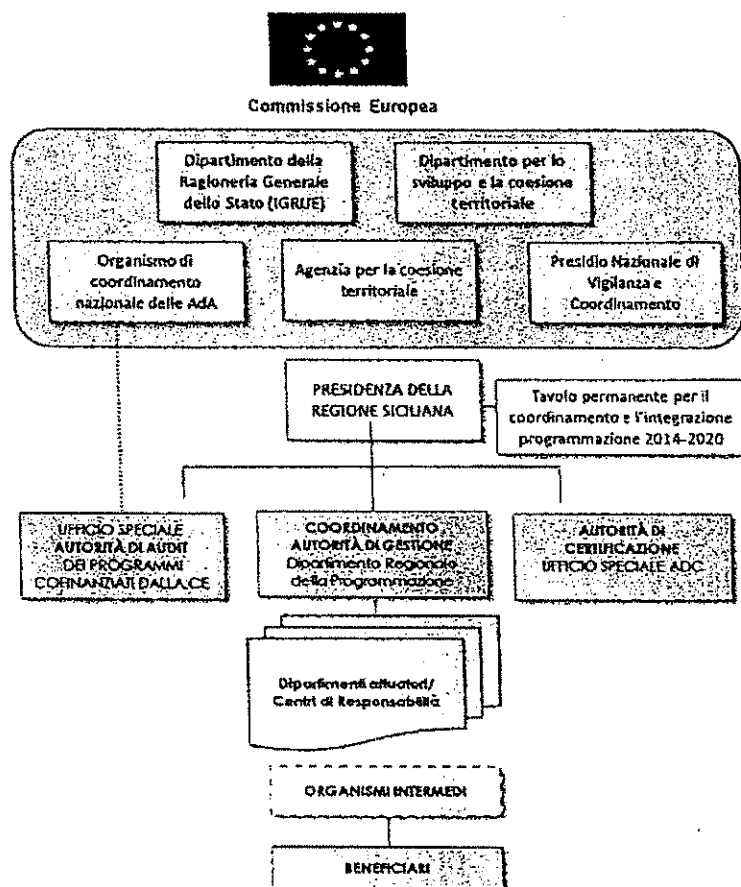 Commissione Europea
Dipartimento della
Ragioneria Generale
dello Stato (IGRUE)
Dipartimento per lo
sviluppo e la coesione
territoriale
Organismo di
coordinamento
nazionale delle AdA
Agenzia per la coesione
territoriale
Presidio Nazionale di
Vigilanza e
Coordinamento
PRESIDENZA DELLA
REGIONE SICILIANA
Tavolo permanente per il
coordinamento e l'integrazione
programmazione 2014-2020
UFFICIO SPECIALE
AUTORITÀ DI AUDIT
DEI PROGRAMMI
COFINANZIATI DALLA CE
COORDINAMENTO
AUTORITÀ DI GESTIONE
Dipartimento Regionale
della Programmazione
AUTORITÀ DI
CERTIFICAZIONE
UFFICIO SPECIALE ADC
Dipartimenti attuatori/
Centri di Responsabilità
ORGANISMI INTERMEDI
BENEFICIARI